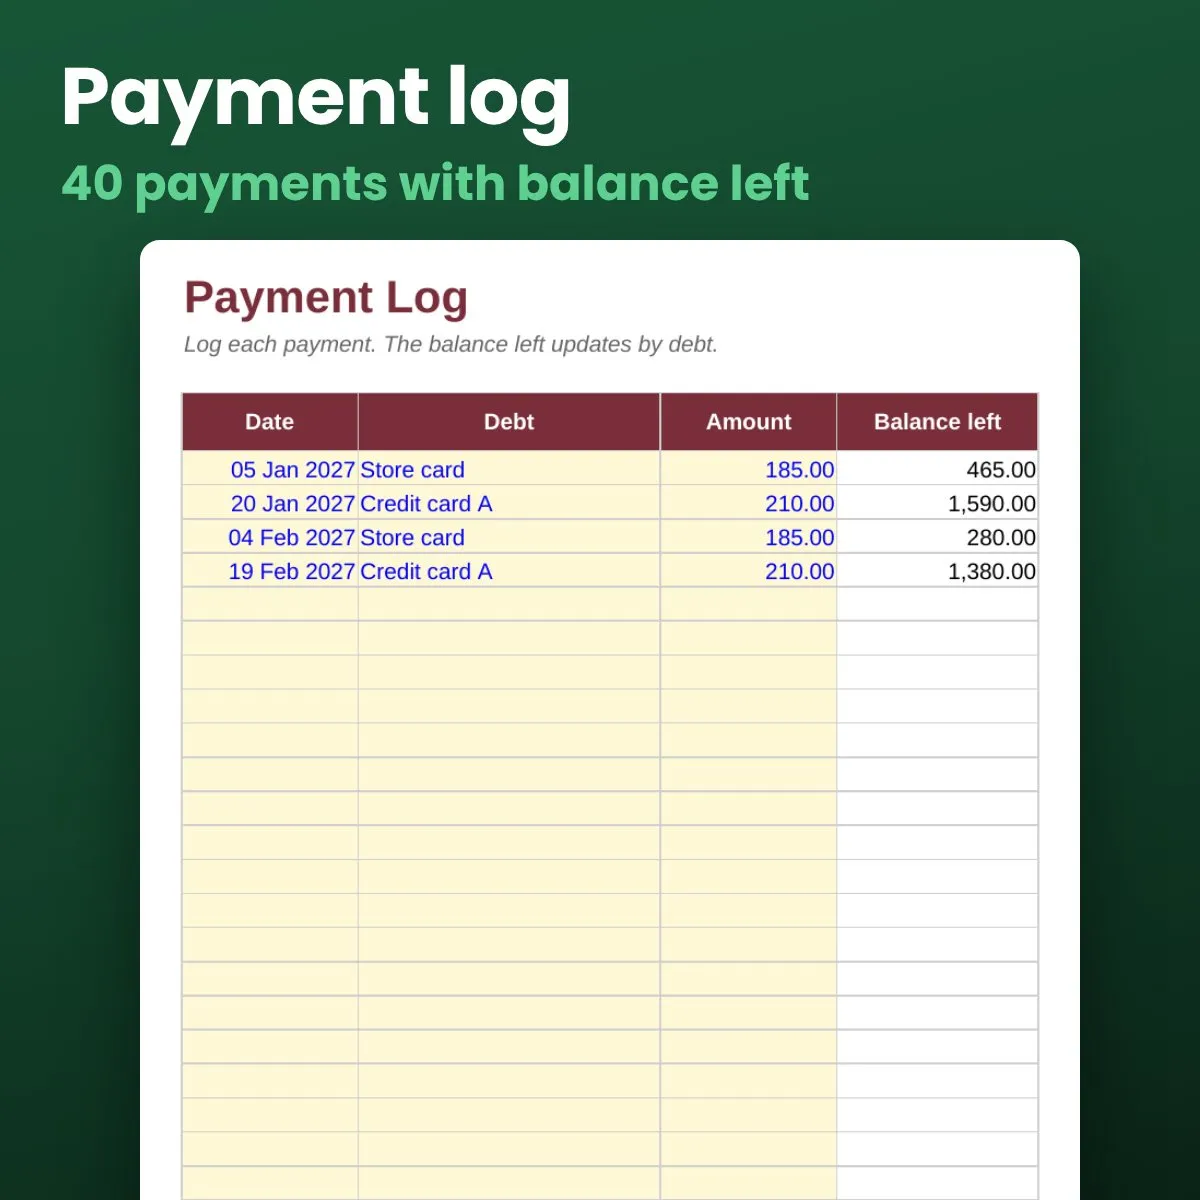 Payment log
40 payments with balance left
Payment Log
Log each payment. The balance left updates by debt.
Date Debt Amount Balance left
05 Jan 2027 Store card 185.00 465.00
20 Jan 2027 Credit card A 210.00 1,590.00
04 Feb 2027 Store card 185.00 280.00
19 Feb 2027 Credit card A 210.00 1,380.00